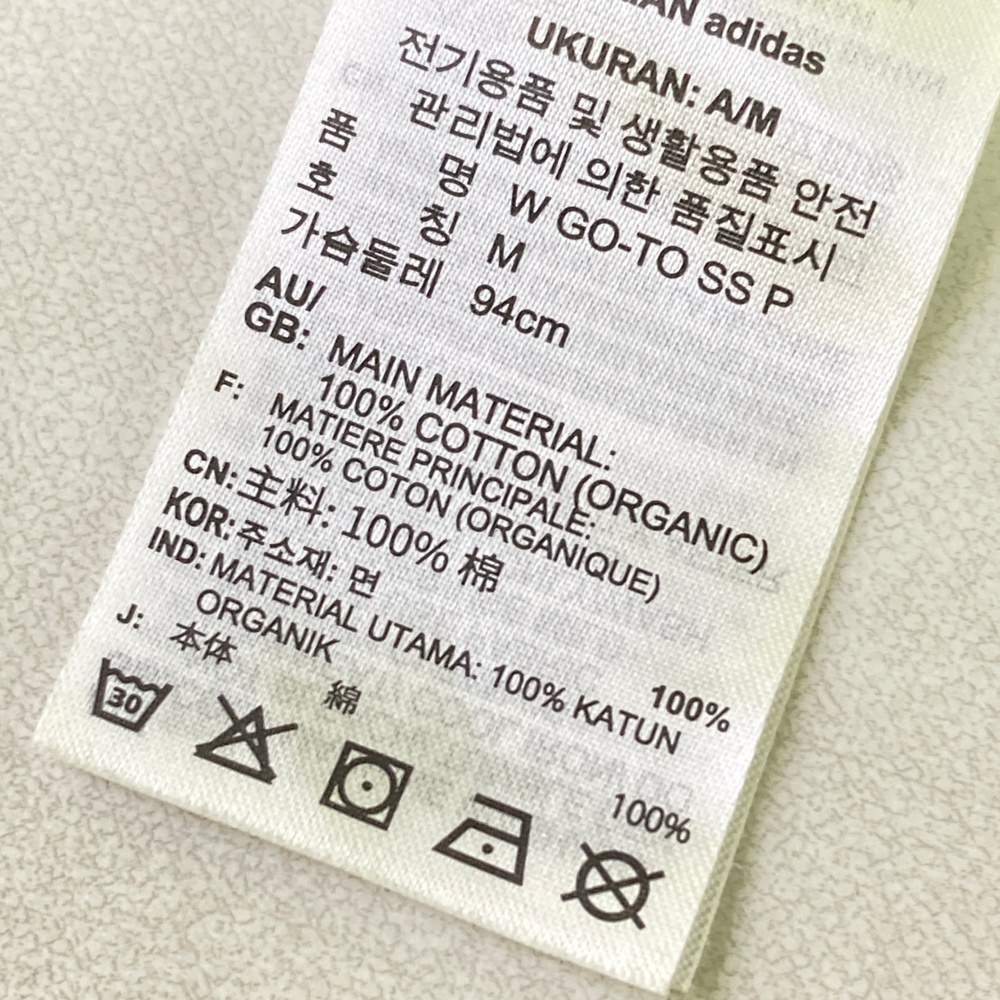 adidas
UKURAN: A/M
전기용품 및 생활용품 안전
관리법에 의한 품질표시
품 명 W GO-TO SS P
호 칭 M
가슴둘레 94cm
AU/
GB: MAIN MATERIAL:
100% COTTON (ORGANIC)
F: MATIERE PRINCIPALE:
100% COTON (ORGANIQUE)
CN: 主料: 100% 棉
KOR: 주소재: 면 100%
IND: MATERIAL UTAMA: 100% KATUN
ORGANIK
J: 本体
綿 100%
30